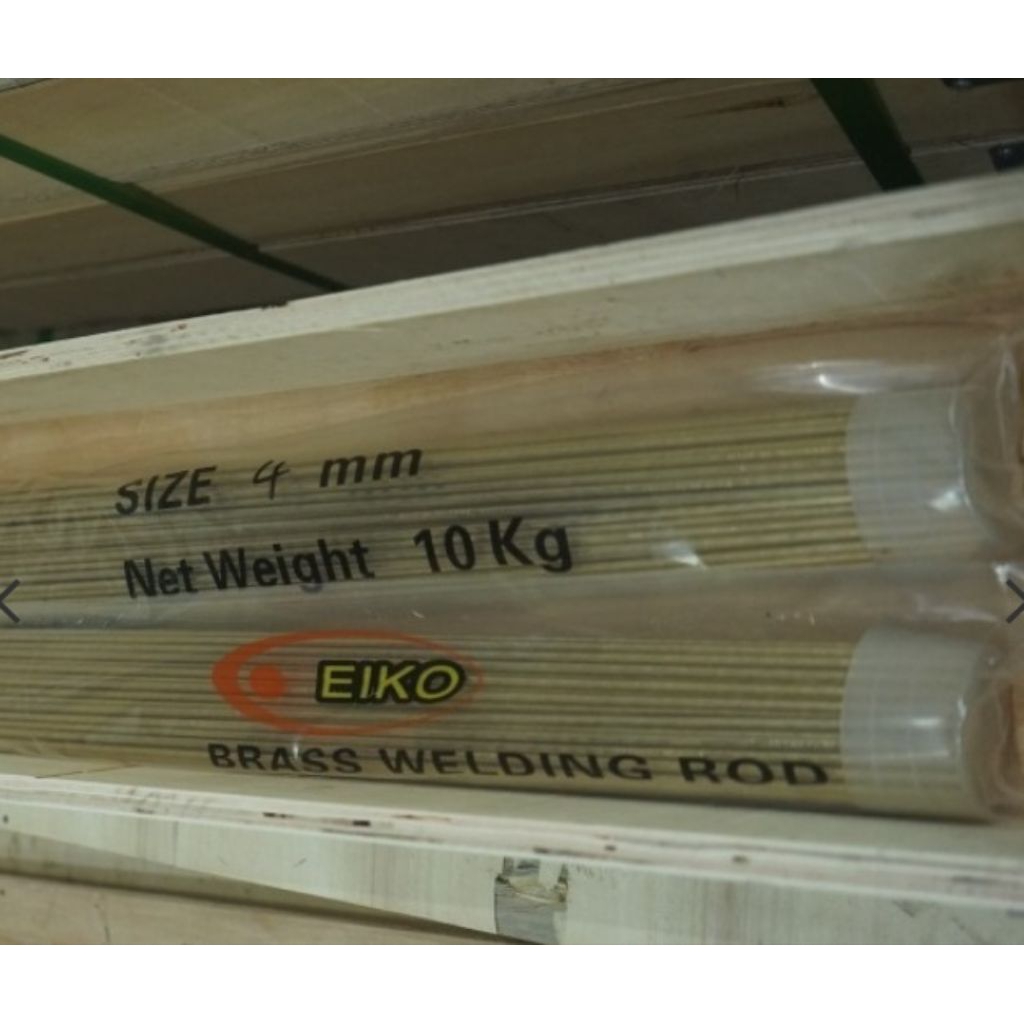 SIZE 4 mm
Net Weight 10 Kg
EIKO
BRASS WELDING ROD